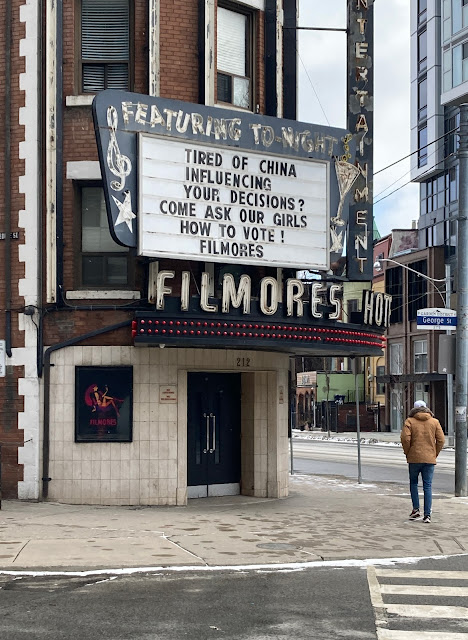 ENTERTAINMENT
FEATURING TO-NIGHT
TIRED OF CHINA
INFLUENCING
YOUR DECISIONS?
COME ASK OUR GIRLS
HOW TO VOTE!
FILMORES
FILMORES HOT
212
FILMORES
George St